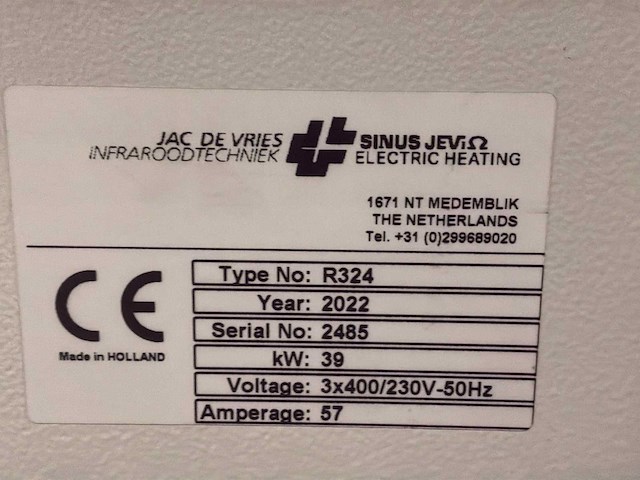 JAC DE VRIES
INFRAROODTECHNIEK
SINUS JEVI Ω
ELECTRIC HEATING
1671 NT MEDEMBLIK
THE NETHERLANDS
Tel. +31 (0)299689020
CE
Made in HOLLAND
Type No: R324
Year: 2022
Serial No: 2485
kW: 39
Voltage: 3x400/230V-50Hz
Amperage: 57